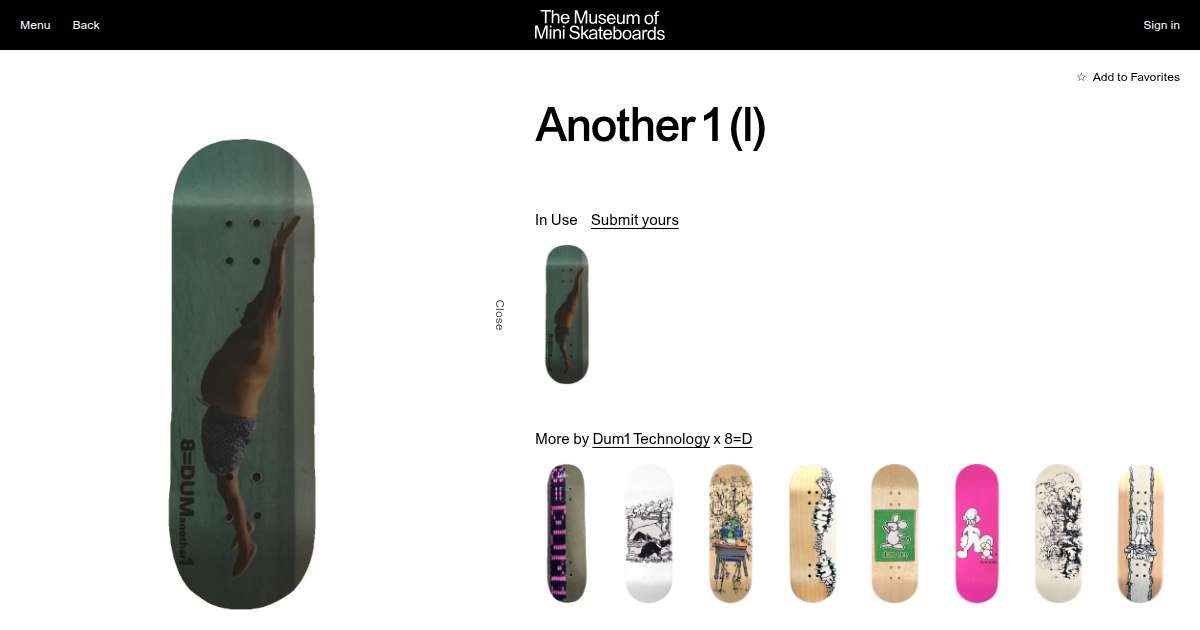 Menu
Back
The Museum of
Mini Skateboards
Sign in
☆ Add to Favorites
Another 1 (I)
In Use
Submit yours
Close
8=DUMAnother1
More by Dum1 Technology x 8=D